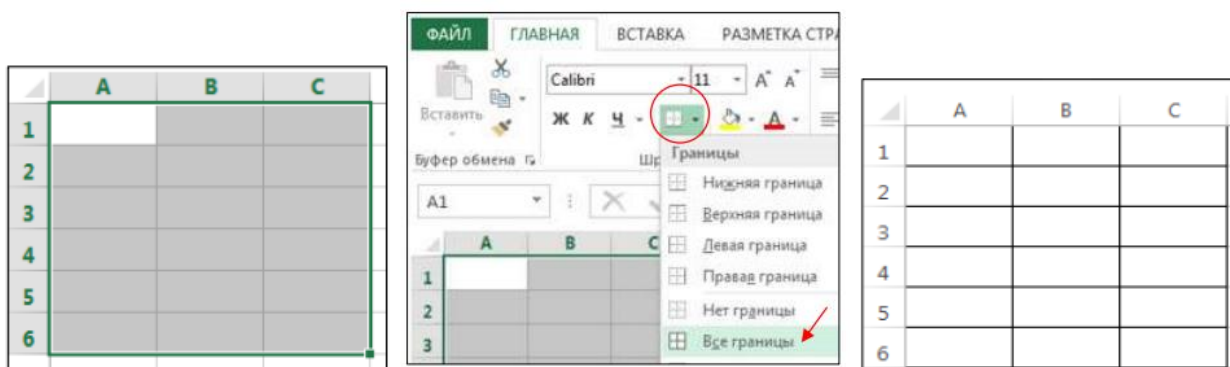 A B C
1
2
3
4
5
6
ФАЙЛ ГЛАВНАЯ ВСТАВКА РАЗМЕТКА СТР
Вставить
Calibri 11 A A
Ж К Ч А
Буфер обмена Шр
Границы
Нижняя граница
Верхняя граница
Левая граница
Правая граница
Нет границы
Все границы
A1
A B C
1
2
3
A B C
1
2
3
4
5
6